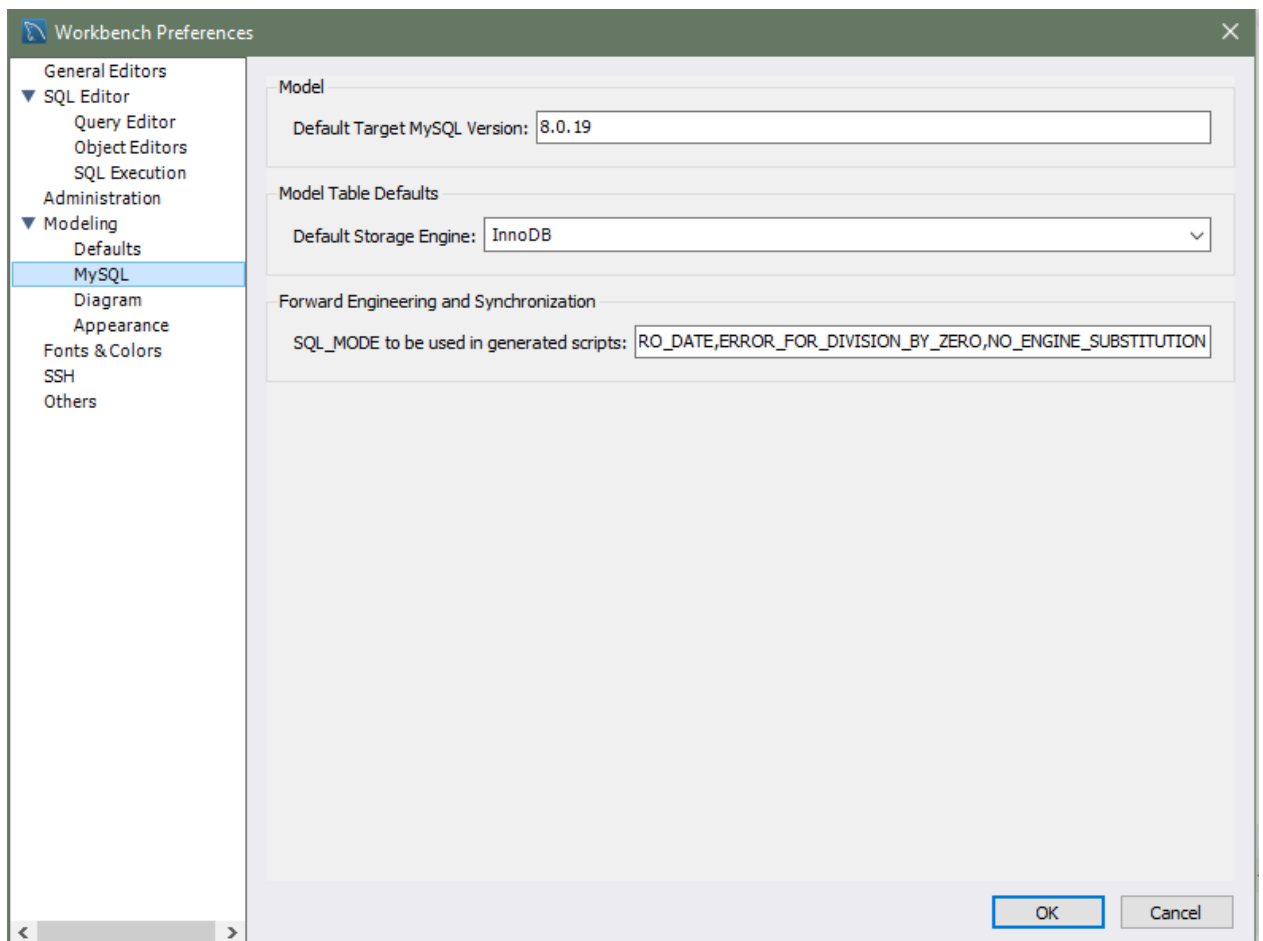 Workbench Preferences
General Editors
SQL Editor
Query Editor
Object Editors
SQL Execution
Administration
Modeling
Defaults
MySQL
Diagram
Appearance
Fonts & Colors
SSH
Others
Model
Default Target MySQL Version: 8.0.19
Model Table Defaults
Default Storage Engine: InnoDB
Forward Engineering and Synchronization
SQL_MODE to be used in generated scripts: RO_DATE,ERROR_FOR_DIVISION_BY_ZERO,NO_ENGINE_SUBSTITUTION
OK Cancel